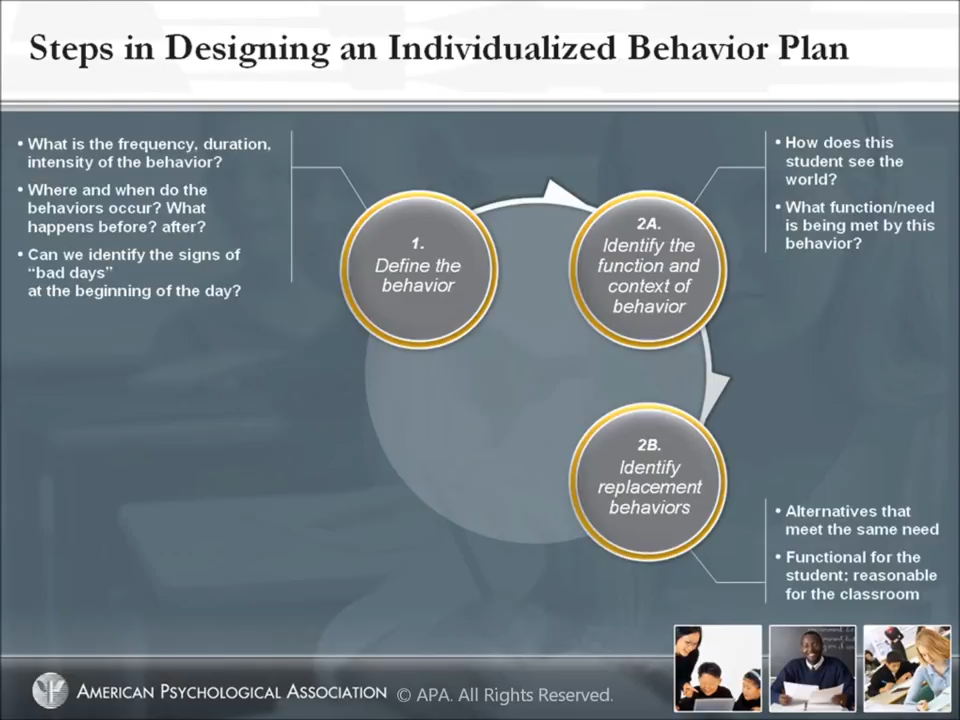 Steps in Designing an Individualized Behavior Plan
• What is the frequency, duration,
intensity of the behavior?
• Where and when do the
behaviors occur? What
happens before? after?
• Can we identify the signs of
“bad days”
at the beginning of the day?
1.
Define the
behavior
2A.
Identify the
function and
context of
behavior
• How does this
student see the
world?
• What function/need
is being met by this
behavior?
2B.
Identify
replacement
behaviors
• Alternatives that
meet the same need
• Functional for the
student; reasonable
for the classroom
AMERICAN PSYCHOLOGICAL ASSOCIATION
© APA. All Rights Reserved.